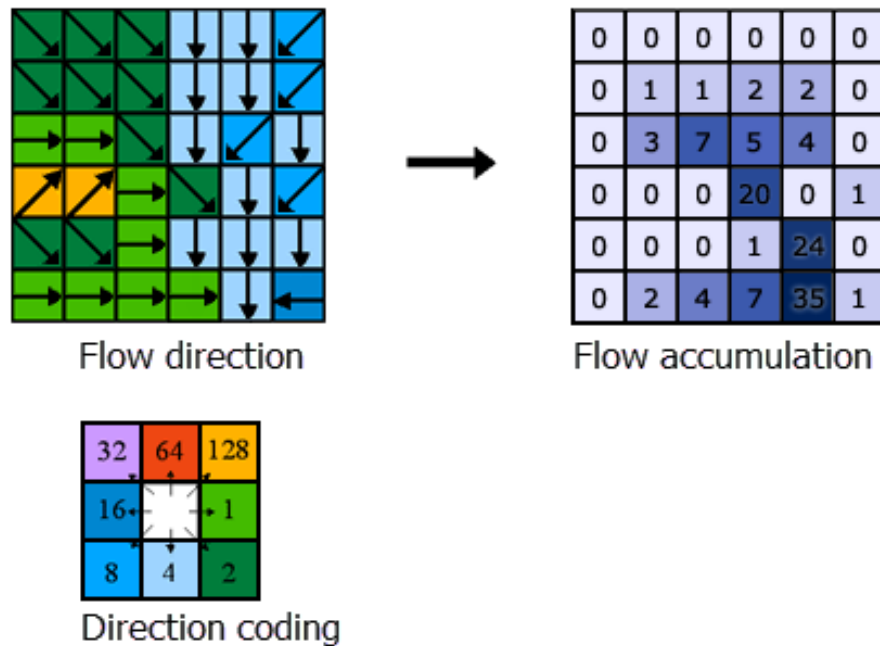 0 0 0 0 0 0
0 1 1 2 2 0
0 3 7 5 4 0
0 0 0 20 0 1
0 0 0 1 24 0
0 2 4 7 35 1
Flow direction
Flow accumulation
32 64 128
16 1
8 4 2
Direction coding